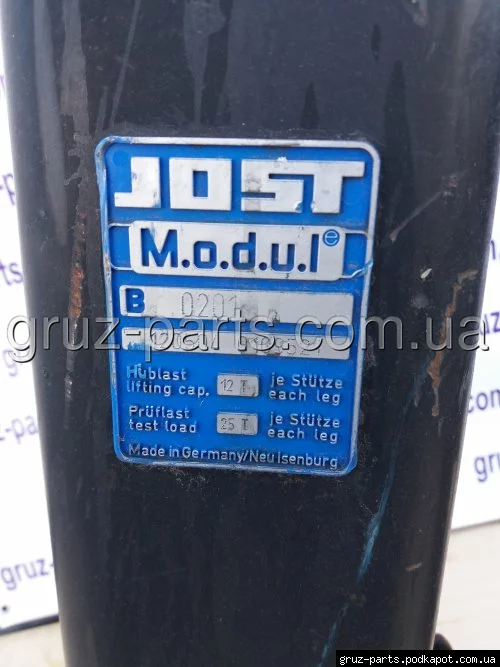 JOST
M.o.d.u.l e
B 0201
gruz-parts.com.ua
Hublast
lifting cap. 12 T. je Stütze
each leg
Prüflast
test load 25 T je Stütze
each leg
Made in Germany/Neu Isenburg
gruz-parts.podkapot.com.ua